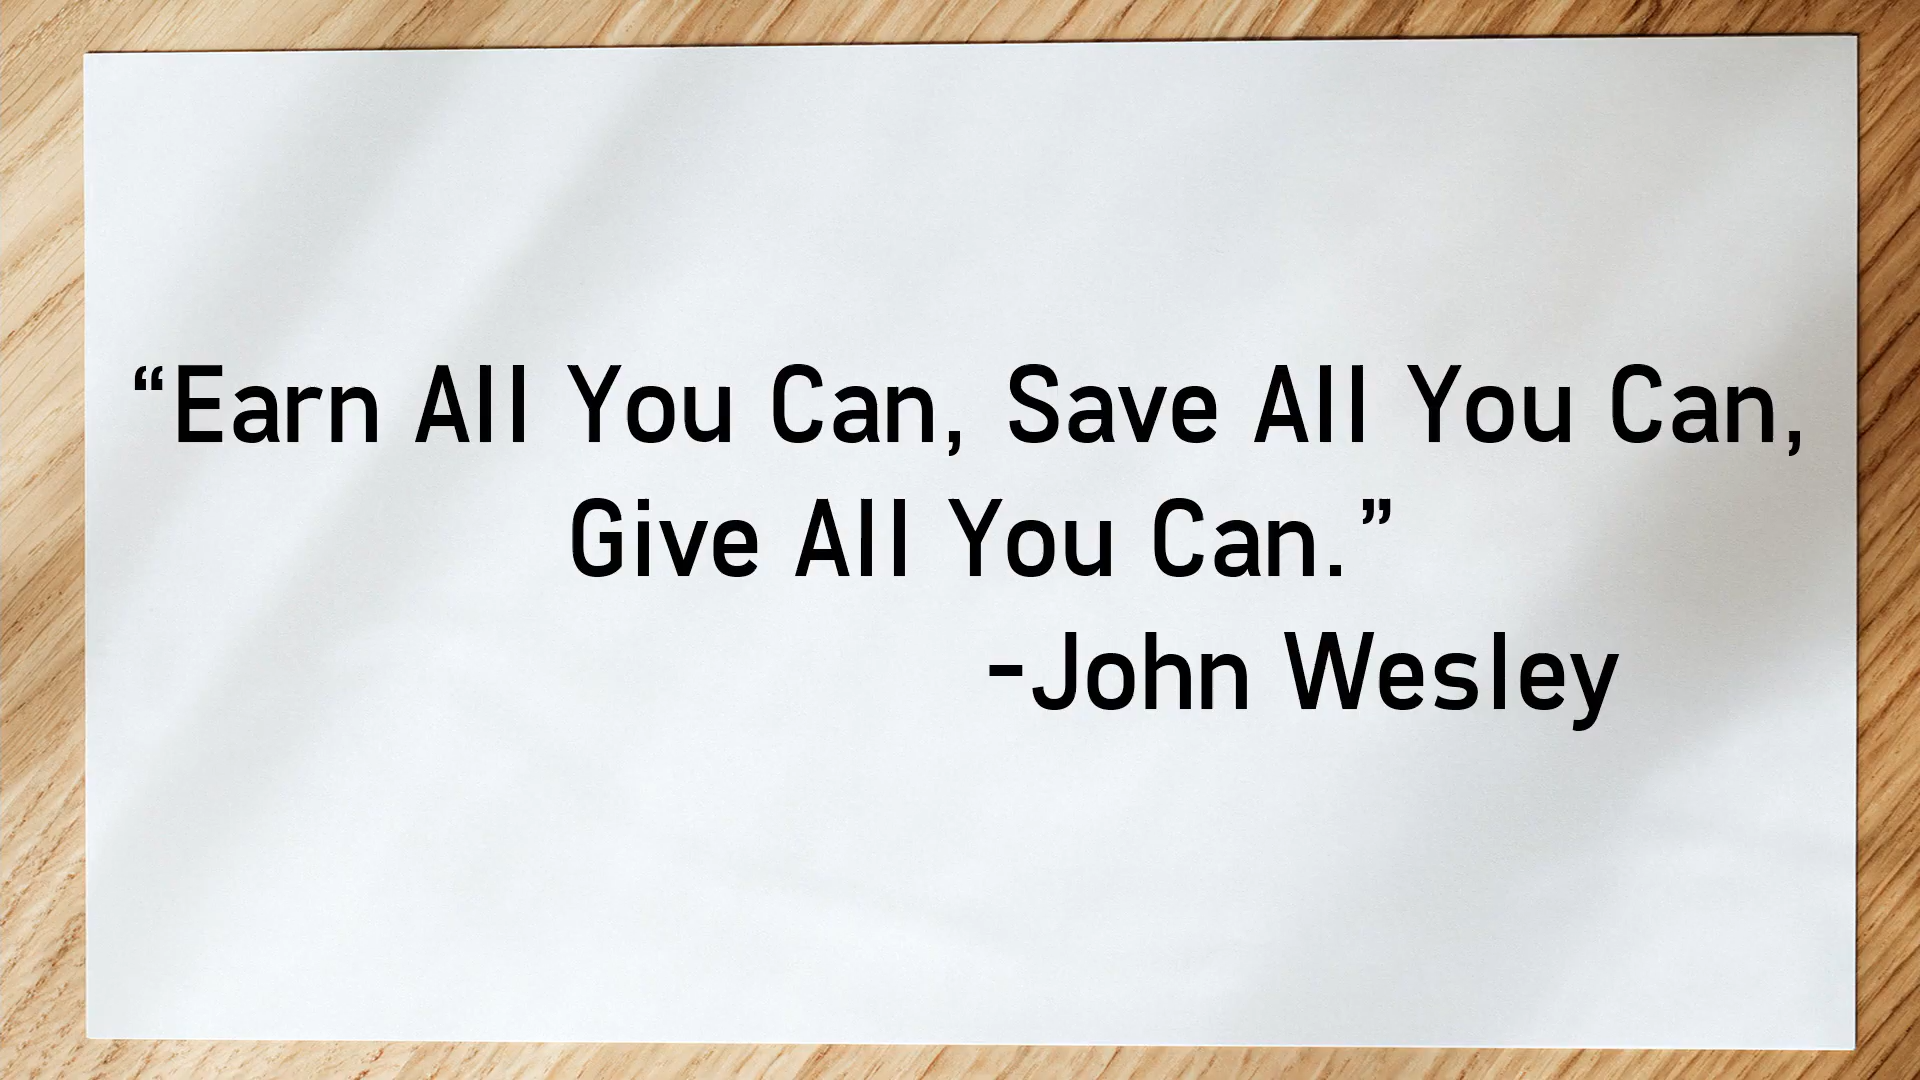 “Earn All You Can, Save All You Can,
Give All You Can.”
-John Wesley